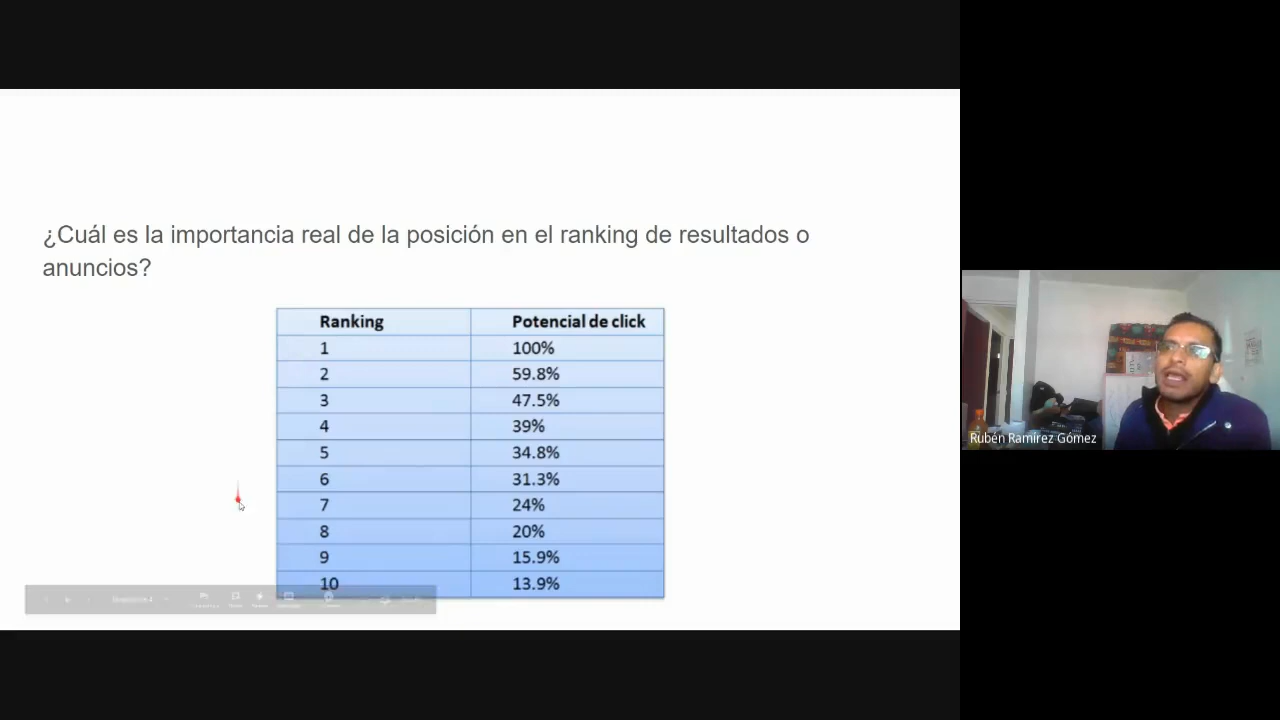 ¿Cuál es la importancia real de la posición en el ranking de resultados o
anuncios?
Ranking Potencial de click
1 100%
2 59.8%
3 47.5%
4 39%
5 34.8%
6 31.3%
7 24%
8 20%
9 15.9%
10 13.9%
Rubén Ramírez Gómez